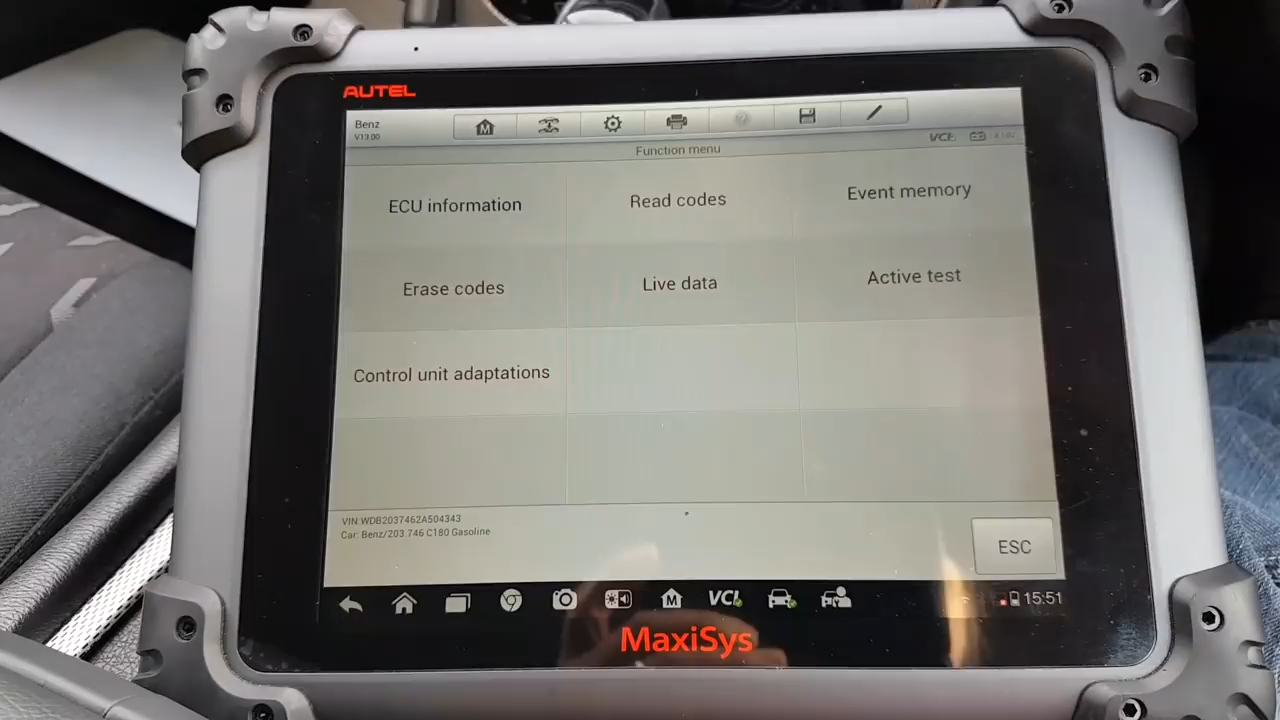 AUTEL
Benz
V13.00
M
VCI
Function menu
ECU information
Read codes
Event memory
Erase codes
Live data
Active test
Control unit adaptations
VIN:WDB2037462A504343
Car: Benz/203.746 C180 Gasoline
ESC
M
VCI
15:51
MaxiSys